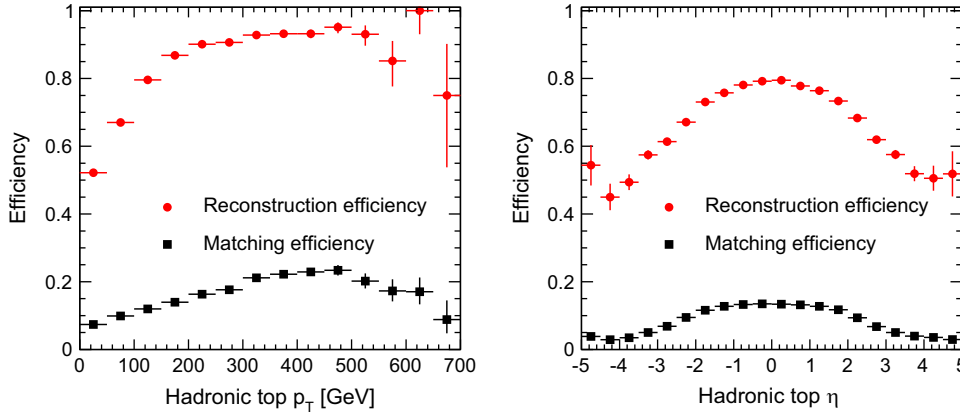 Efficiency
1
0.8
0.6
0.4
0.2
0
Reconstruction efficiency
Matching efficiency
0 100 200 300 400 500 600 700
Hadronic top p_T [GeV]
Efficiency
1
0.8
0.6
0.4
0.2
0
Reconstruction efficiency
Matching efficiency
-5 -4 -3 -2 -1 0 1 2 3 4 5
Hadronic top η